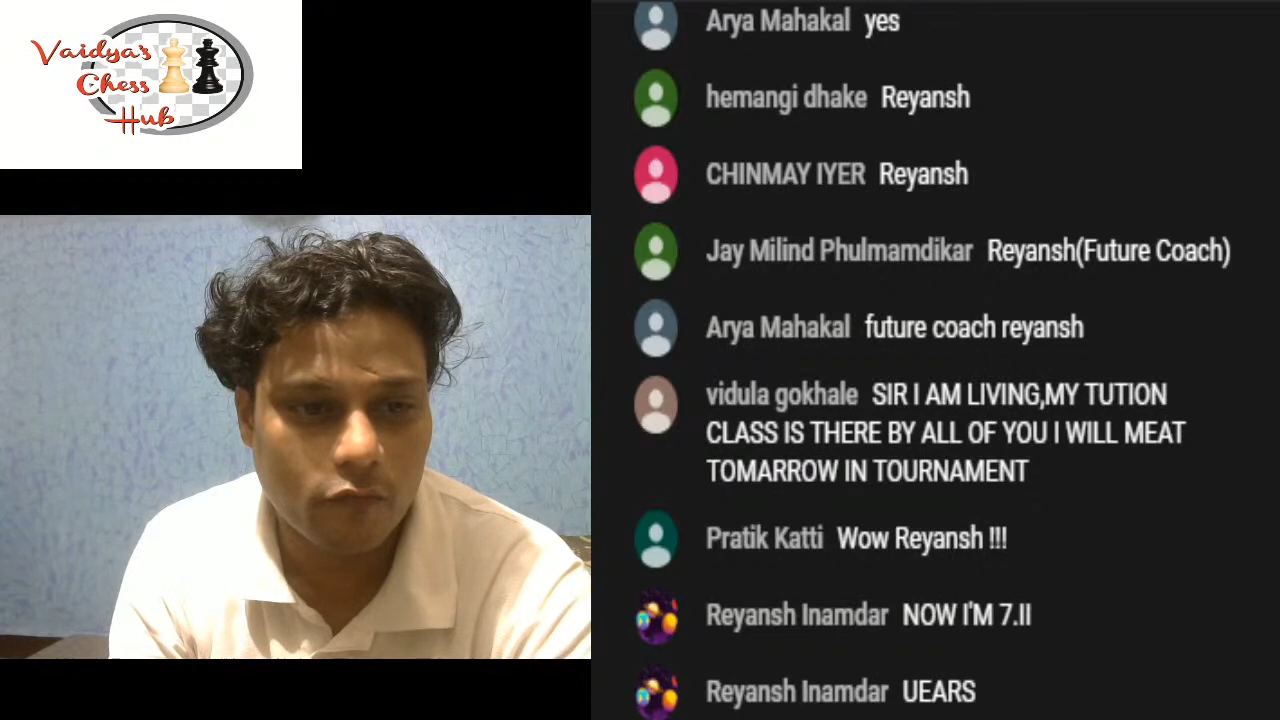 Vaidya's
Chess
Hub
Arya Mahakal yes
hemangi dhake Reyansh
CHINMAY IYER Reyansh
Jay Milind Phulmamdikar Reyansh(Future Coach)
Arya Mahakal future coach reyansh
vidula gokhale SIR I AM LIVING,MY TUTION
CLASS IS THERE BY ALL OF YOU I WILL MEAT
TOMARROW IN TOURNAMENT
Pratik Katti Wow Reyansh !!!
Reyansh Inamdar NOW I'M 7.II
Reyansh Inamdar UEARS